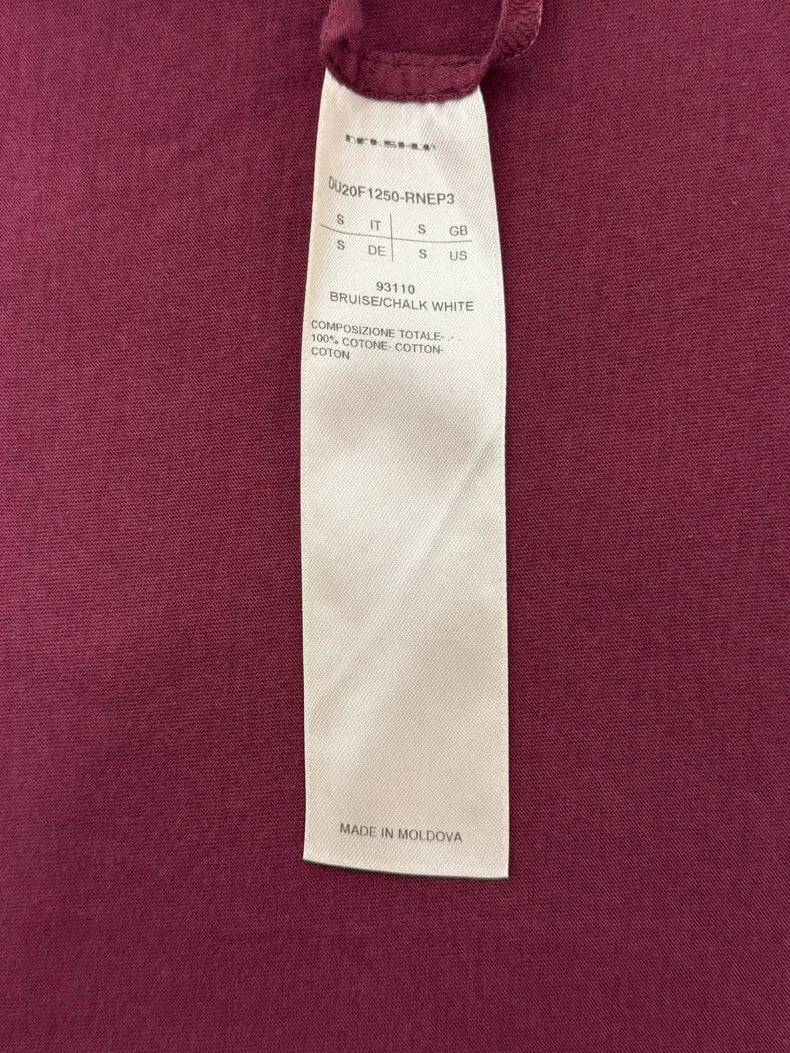 DRKSHDW
DU20F1250-RNEP3
S IT S GB
S DE S US
93110
BRUISE/CHALK WHITE
COMPOSIZIONE TOTALE- .- .
100% COTONE- COTTON-
COTON
MADE IN MOLDOVA